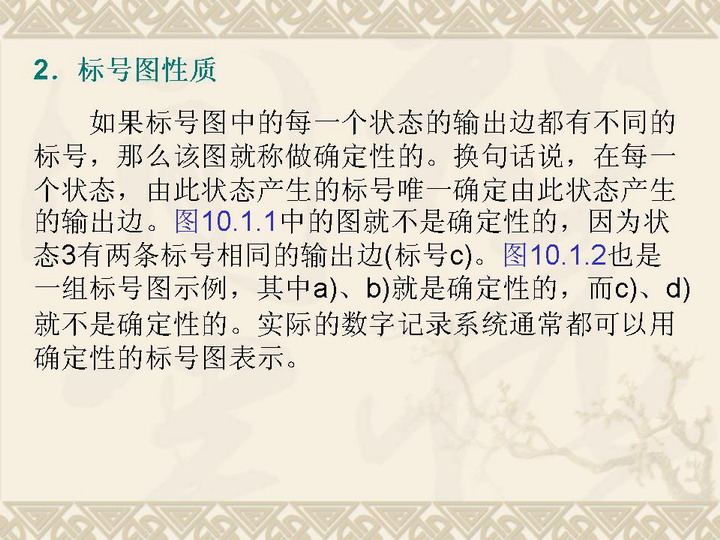 2．标号图性质
如果标号图中的每一个状态的输出边都有不同的
标号，那么该图就称做确定性的。换句话说，在每一
个状态，由此状态产生的标号唯一确定由此状态产生
的输出边。图10.1.1中的图就不是确定性的，因为状
态3有两条标号相同的输出边(标号c)。图10.1.2也是
一组标号图示例，其中a)、b)就是确定性的，而c)、d)
就不是确定性的。实际的数字记录系统通常都可以用
确定性的标号图表示。